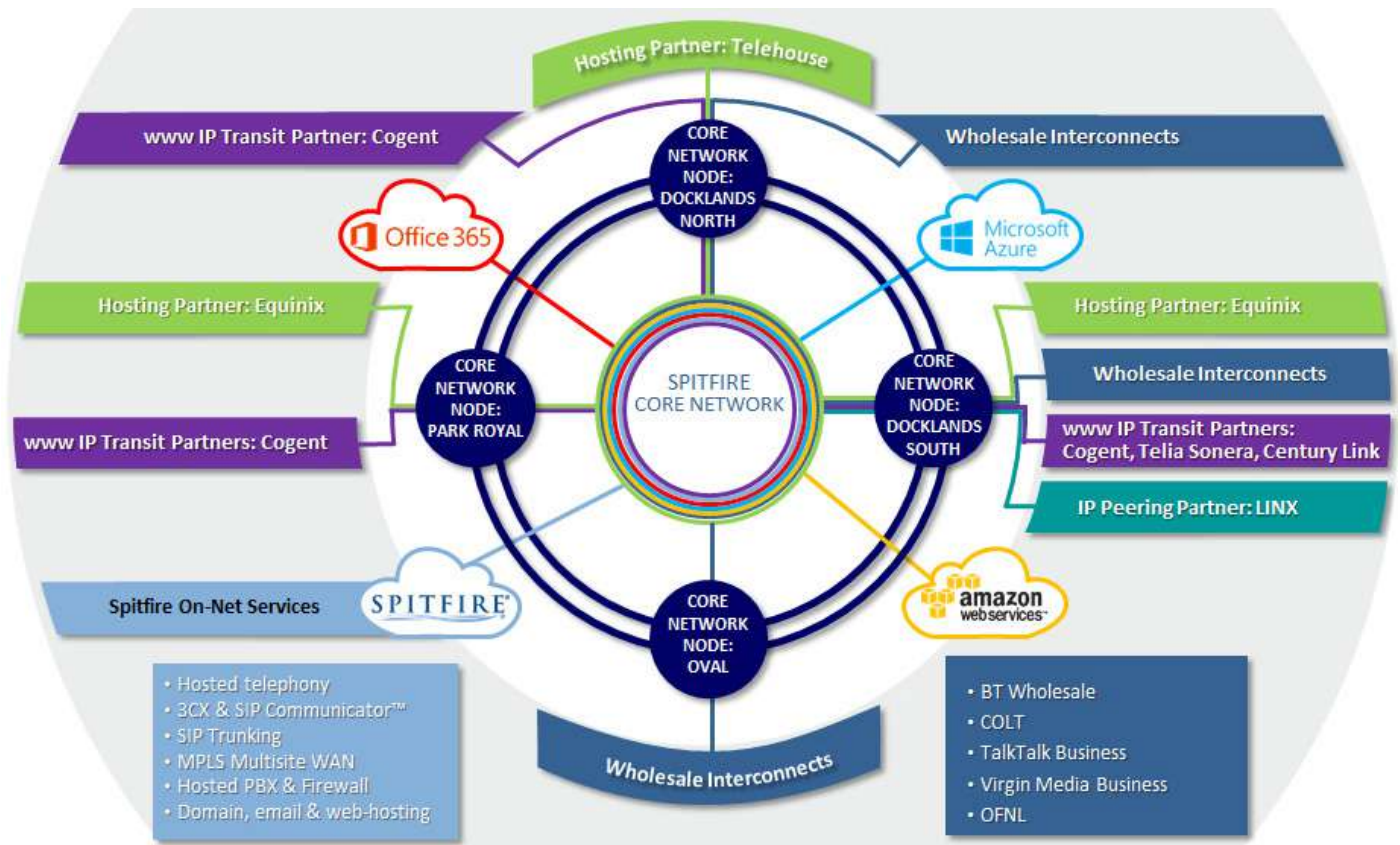 Hosting Partner: Telehouse
www IP Transit Partner: Cogent
Wholesale Interconnects
CORE
NETWORK
NODE:
DOCKLANDS
NORTH
Office 365
Microsoft
Azure
Hosting Partner: Equinix
Hosting Partner: Equinix
CORE
NETWORK
NODE:
PARK ROYAL
SPITFIRE
CORE NETWORK
CORE
NETWORK
NODE:
DOCKLANDS
SOUTH
Wholesale Interconnects
www IP Transit Partners: Cogent
www IP Transit Partners:
Cogent, Telia Sonera, Century Link
IP Peering Partner: LINX
Spitfire On-Net Services
SPITFIRE®
CORE
NETWORK
NODE:
OVAL
amazon
webservices™
• Hosted telephony
• 3CX & SIP Communicator™
• SIP Trunking
• MPLS Multisite WAN
• Hosted PBX & Firewall
• Domain, email & web-hosting
Wholesale Interconnects
• BT Wholesale
• COLT
• TalkTalk Business
• Virgin Media Business
• OFNL